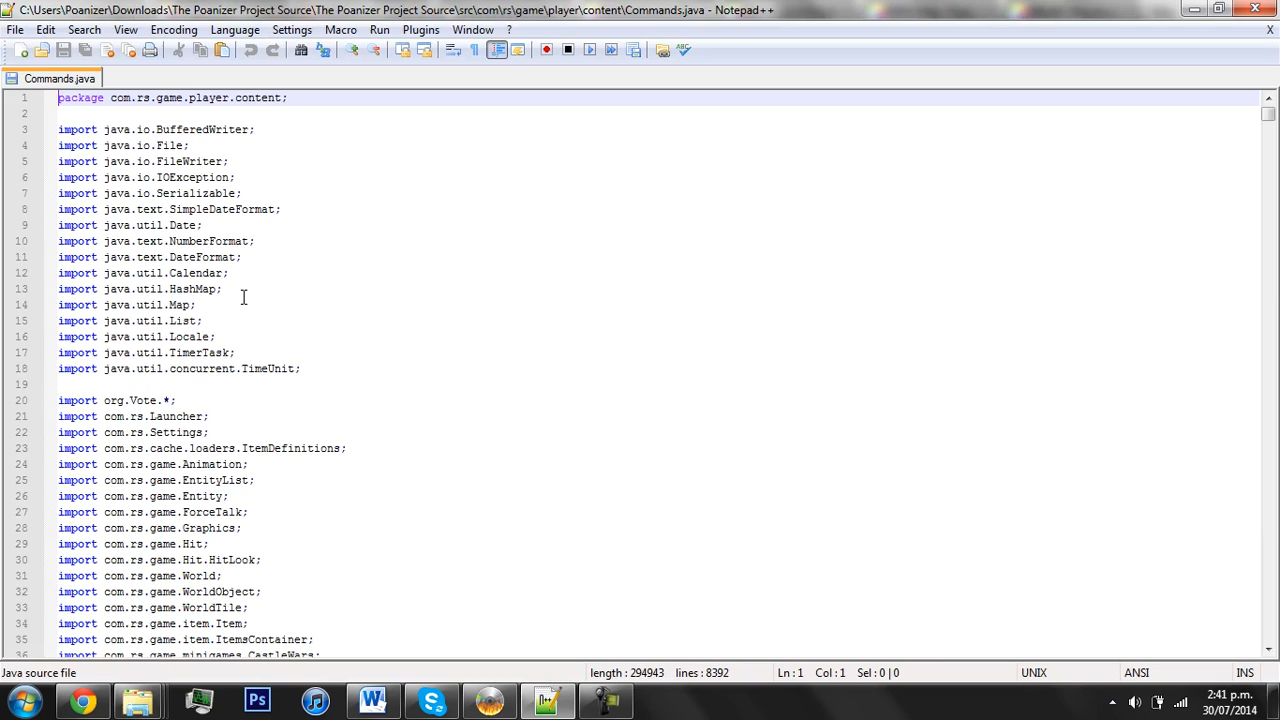 C:\Users\Poanizer\Downloads\The Poanizer Project Source\The Poanizer Project Source\src\com\rs\game\player\content\Commands.java - Notepad++
File Edit Search View Encoding Language Settings Macro Run Plugins Window ? X
Commands.java
1 package com.rs.game.player.content;
2
3 import java.io.BufferedWriter;
4 import java.io.File;
5 import java.io.FileWriter;
6 import java.io.IOException;
7 import java.io.Serializable;
8 import java.text.SimpleDateFormat;
9 import java.util.Date;
10 import java.text.NumberFormat;
11 import java.text.DateFormat;
12 import java.util.Calendar;
13 import java.util.HashMap;
14 import java.util.Map;
15 import java.util.List;
16 import java.util.Locale;
17 import java.util.TimerTask;
18 import java.util.concurrent.TimeUnit;
19
20 import org.Vote.*;
21 import com.rs.Launcher;
22 import com.rs.Settings;
23 import com.rs.cache.loaders.ItemDefinitions;
24 import com.rs.game.Animation;
25 import com.rs.game.EntityList;
26 import com.rs.game.Entity;
27 import com.rs.game.ForceTalk;
28 import com.rs.game.Graphics;
29 import com.rs.game.Hit;
30 import com.rs.game.Hit.HitLook;
31 import com.rs.game.World;
32 import com.rs.game.WorldObject;
33 import com.rs.game.WorldTile;
34 import com.rs.game.item.Item;
35 import com.rs.game.item.ItemsContainer;
36 import com.rs.game.minigames.CastleWars;
Java source file length : 294943 lines : 8392 Ln : 1 Col : 1 Sel : 0 | 0 UNIX ANSI INS
Ps W S n++
2:41 p.m.
30/07/2014